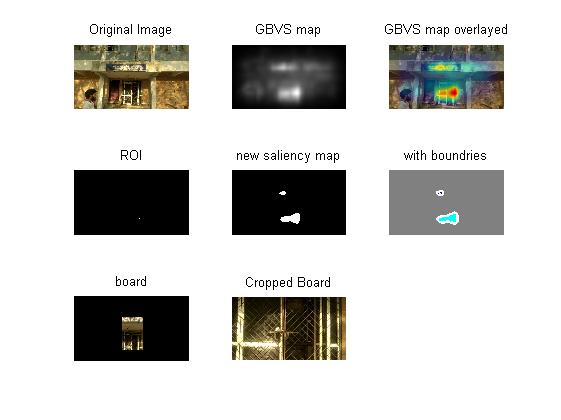 Original Image
GBVS map
GBVS map overlayed
ROI
new saliency map
with boundries
board
Cropped Board